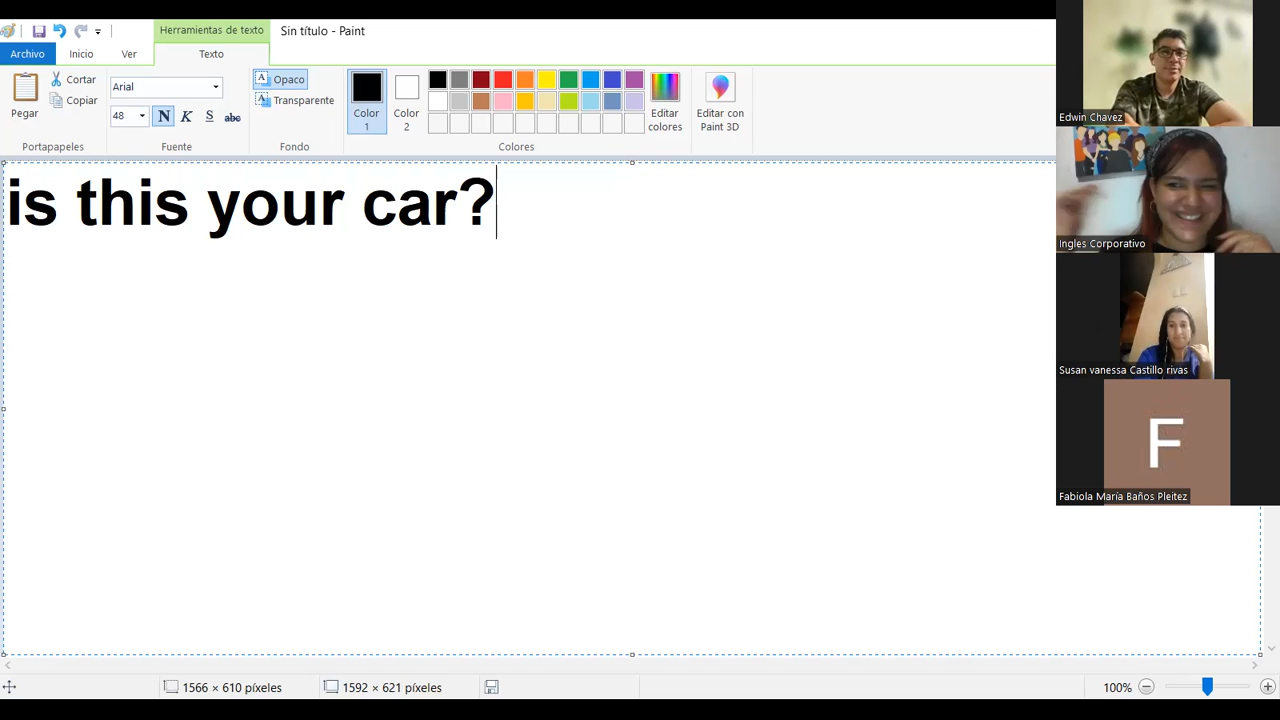 Herramientas de texto
Sin título - Paint
Archivo
Inicio
Ver
Texto
Pegar
Cortar
Copiar
Portapapeles
Arial
48
N K S abc
Fuente
A Opaco
A Transparente
Fondo
Color 1
Color 2
Editar colores
Colores
Editar con Paint 3D
is this your car?
Edwin Chavez
Ingles Corporativo
Susan vanessa Castillo rivas
F
Fabiola María Baños Pleitez
1566 × 610 píxeles
1592 × 621 píxeles
100%